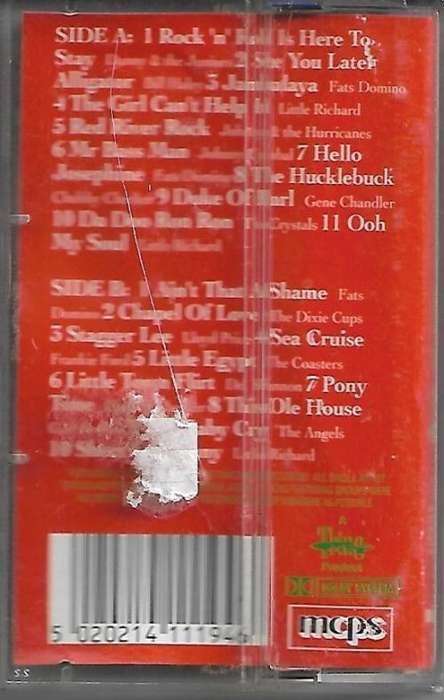 SIDE A: 1 Rock 'n' Roll Is Here To
Stay Danny & the Juniors 2 See You Later
Alligator 3 Jambalaya Fats Domino
4 The Girl Can't Help It Little Richard
5 Red River Rock Johnny & the Hurricanes
6 Mr Bass Man 7 Hello
Josephine Fats Domino 8 The Hucklebuck
Chubby Checker 9 Duke Of Earl Gene Chandler
10 Da Doo Ron Ron The Crystals 11 Ooh
My Soul Little Richard
SIDE B: 1 Ain't That A Shame Fats
Domino 2 Chapel Of Love The Dixie Cups
3 Stagger Lee Lloyd Price 4 Sea Cruise
Frankie Ford 5 Little Egypt The Coasters
6 Little Town Flirt Del Shannon 7 Pony
Time 8 This Ole House
Cry The Angels
10 Little Richard
A
Product
5 020214 11194
mcps
SS